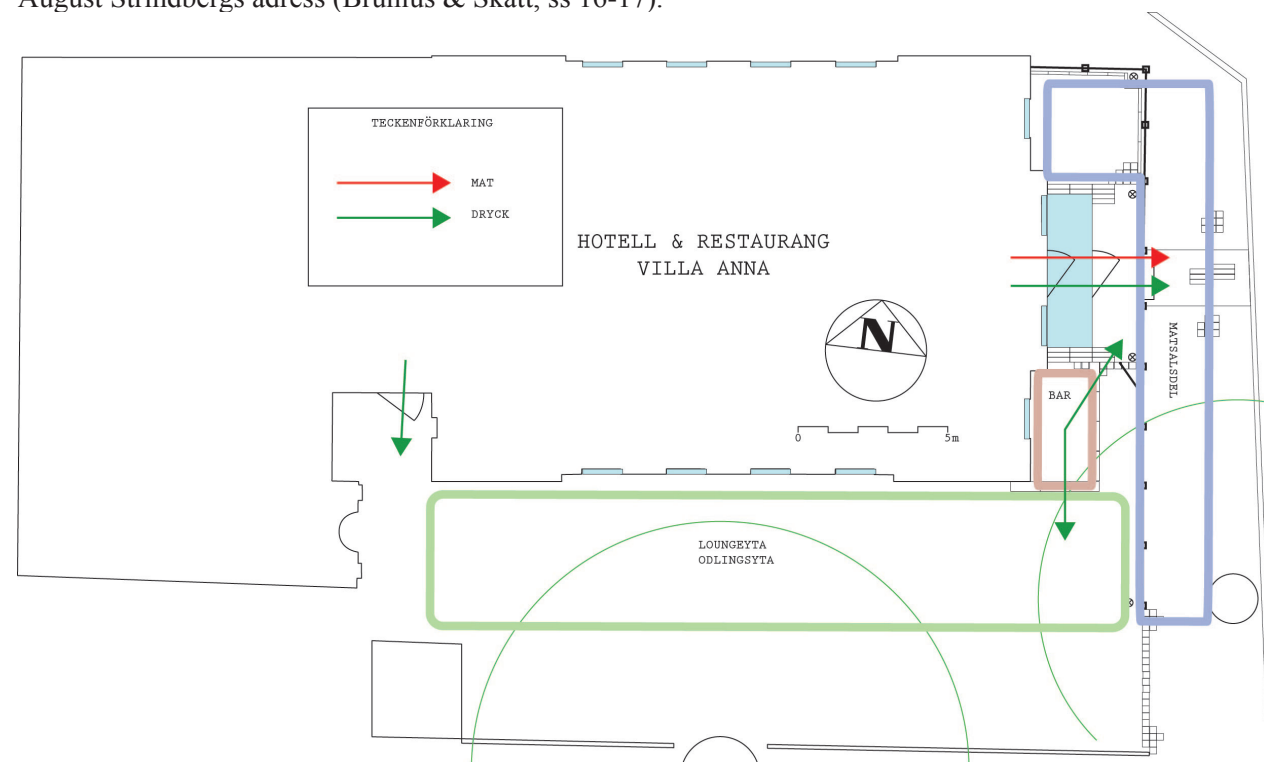 August Strindbergs adress (Brunius & Skatt, ss 16-17).
TECKENFÖRKLARING
MAT
DRYCK
HOTELL & RESTAURANG
VILLA ANNA
N
MATSALSDEL
BAR
0 5m
LOUNGEYTA
ODLINGSYTA